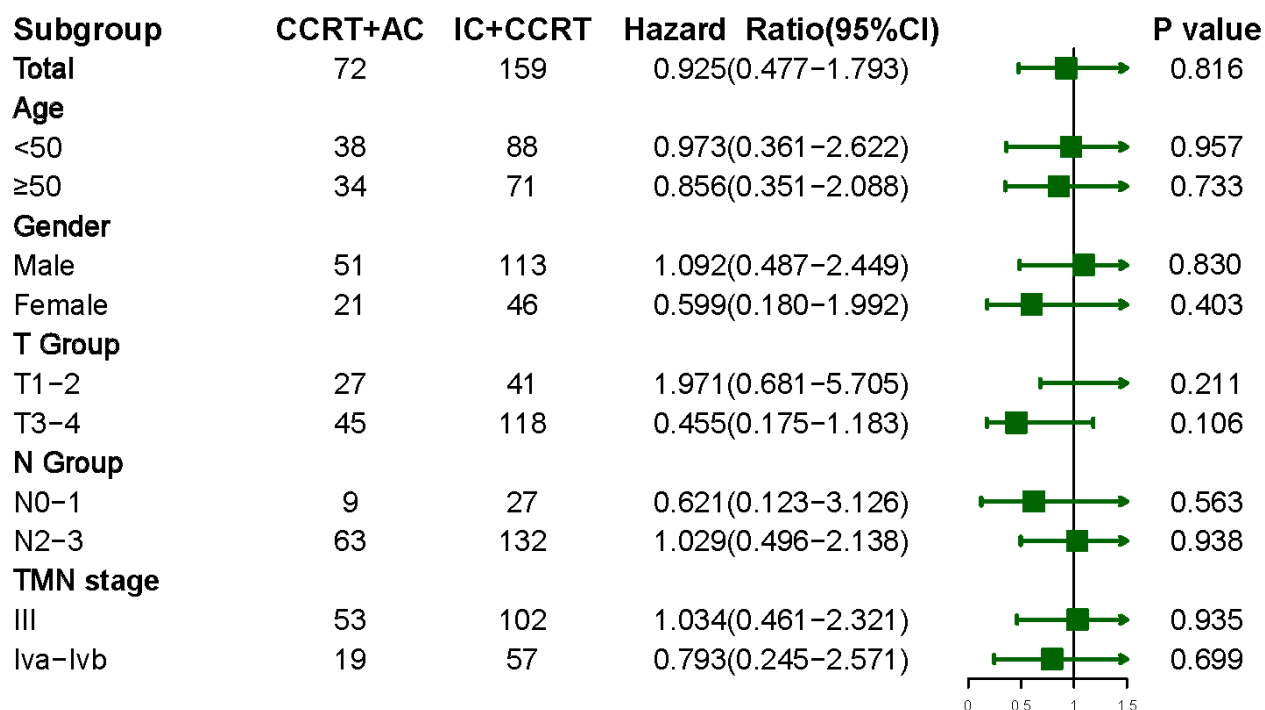 Subgroup CCRT+AC IC+CCRT Hazard Ratio(95%CI) P value
Total 72 159 0.925(0.477−1.793) 0.816
Age
<50 38 88 0.973(0.361−2.622) 0.957
≥50 34 71 0.856(0.351−2.088) 0.733
Gender
Male 51 113 1.092(0.487−2.449) 0.830
Female 21 46 0.599(0.180−1.992) 0.403
T Group
T1−2 27 41 1.971(0.681−5.705) 0.211
T3−4 45 118 0.455(0.175−1.183) 0.106
N Group
N0−1 9 27 0.621(0.123−3.126) 0.563
N2−3 63 132 1.029(0.496−2.138) 0.938
TMN stage
III 53 102 1.034(0.461−2.321) 0.935
Iva−Ivb 19 57 0.793(0.245−2.571) 0.699
0 0.5 1 1.5